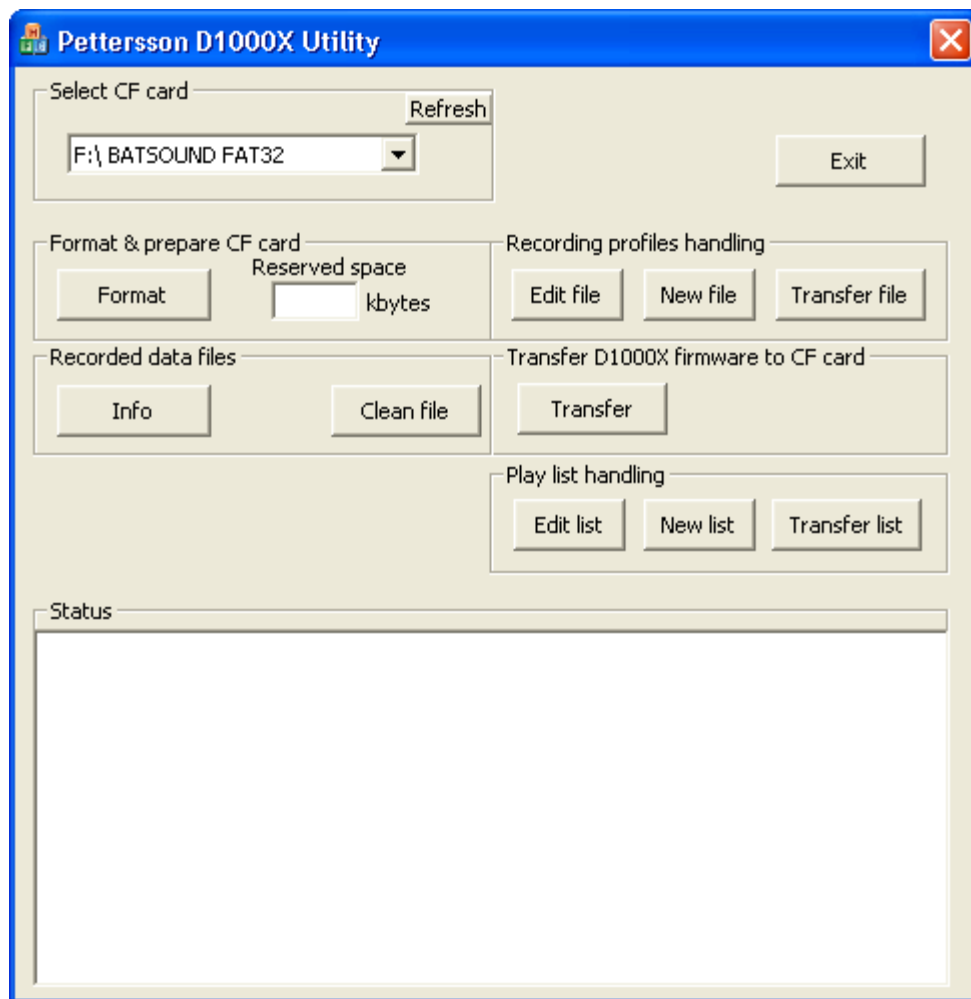 Pettersson D1000X Utility
Select CF card
Refresh
F:\ BATSOUND FAT32
Exit
Format & prepare CF card
Reserved space
Format
kbytes
Recording profiles handling
Edit file
New file
Transfer file
Recorded data files
Info
Clean file
Transfer D1000X firmware to CF card
Transfer
Play list handling
Edit list
New list
Transfer list
Status